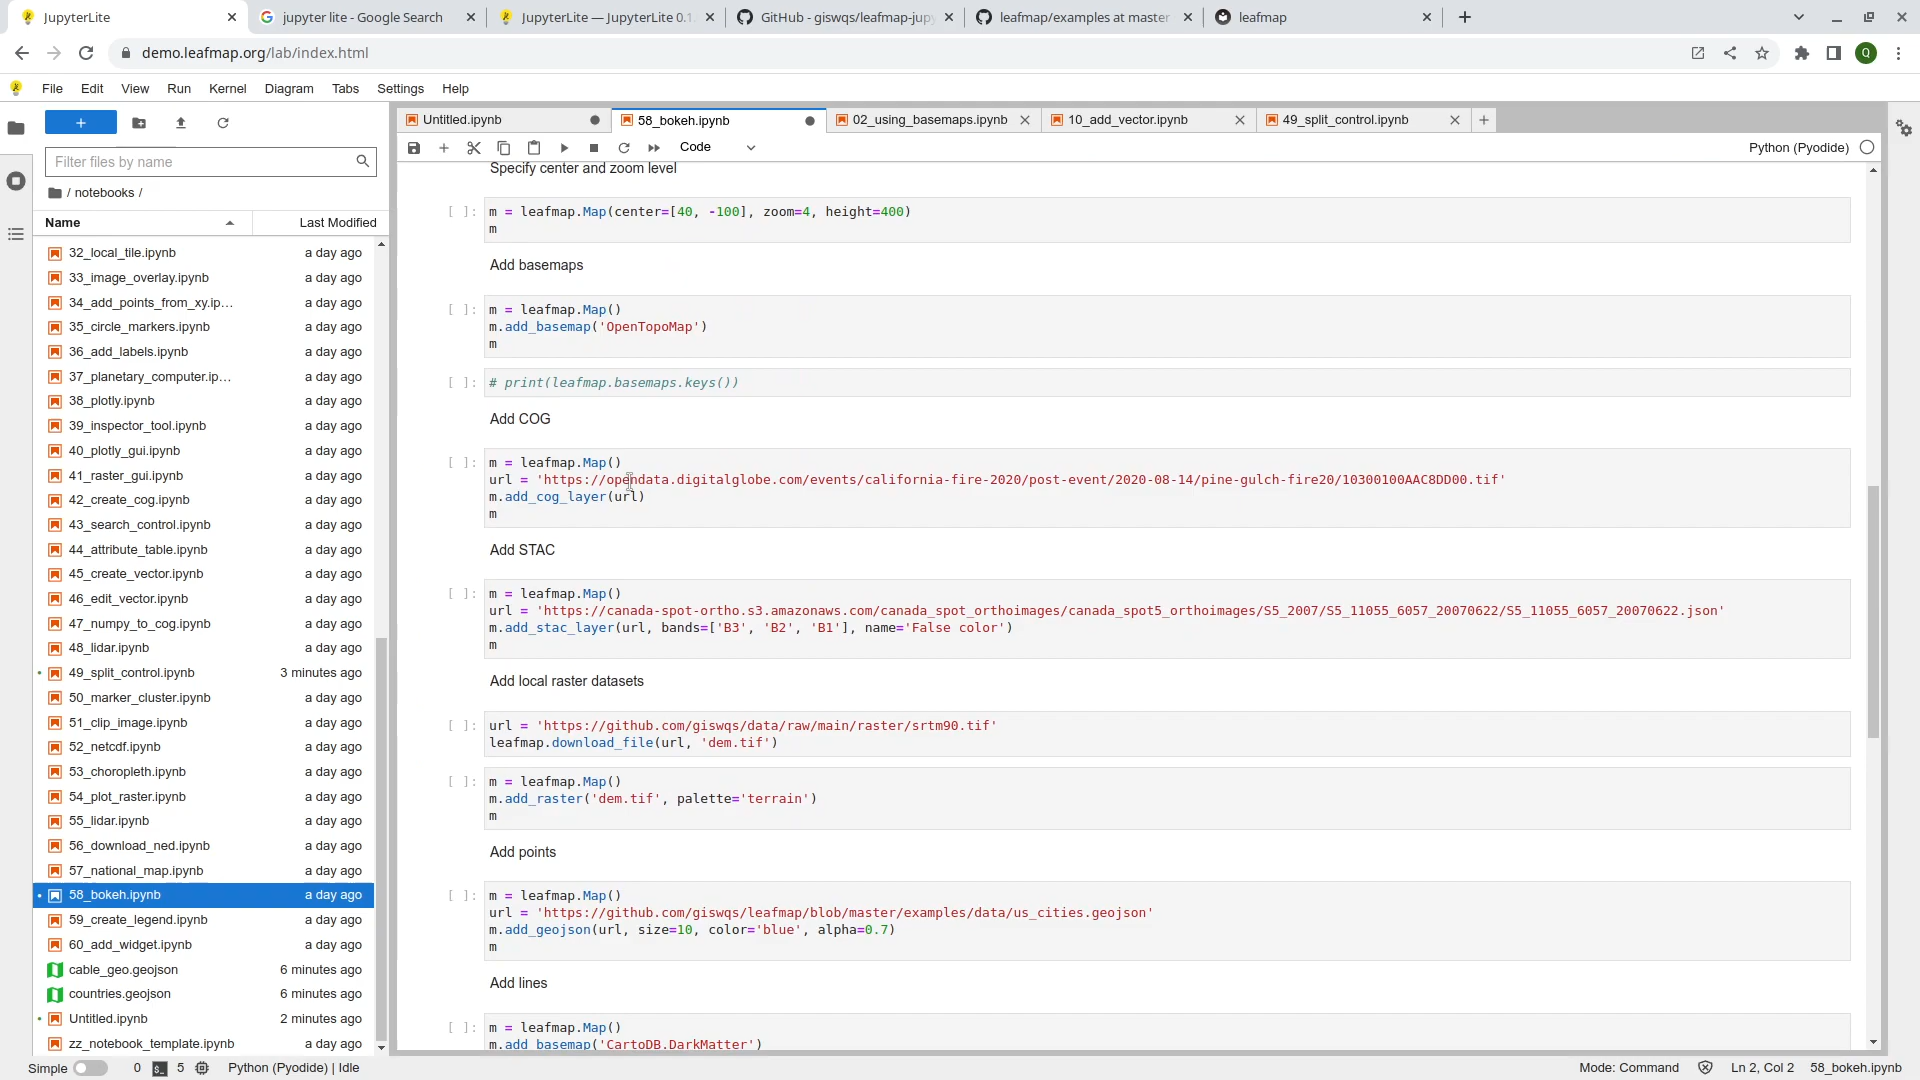 JupyterLite
jupyter lite - Google Search
JupyterLite — JupyterLite 0.1.
GitHub - giswqs/leafmap-jupy
leafmap/examples at master
leafmap
demo.leafmap.org/lab/index.html
Q
File Edit View Run Kernel Diagram Tabs Settings Help
Filter files by name
/ notebooks /
Name Last Modified
32_local_tile.ipynb a day ago
33_image_overlay.ipynb a day ago
34_add_points_from_xy.ip… a day ago
35_circle_markers.ipynb a day ago
36_add_labels.ipynb a day ago
37_planetary_computer.ip… a day ago
38_plotly.ipynb a day ago
39_inspector_tool.ipynb a day ago
40_plotly_gui.ipynb a day ago
41_raster_gui.ipynb a day ago
42_create_cog.ipynb a day ago
43_search_control.ipynb a day ago
44_attribute_table.ipynb a day ago
45_create_vector.ipynb a day ago
46_edit_vector.ipynb a day ago
47_numpy_to_cog.ipynb a day ago
48_lidar.ipynb a day ago
49_split_control.ipynb 3 minutes ago
50_marker_cluster.ipynb a day ago
51_clip_image.ipynb a day ago
52_netcdf.ipynb a day ago
53_choropleth.ipynb a day ago
54_plot_raster.ipynb a day ago
55_lidar.ipynb a day ago
56_download_ned.ipynb a day ago
57_national_map.ipynb a day ago
58_bokeh.ipynb a day ago
59_create_legend.ipynb a day ago
60_add_widget.ipynb a day ago
cable_geo.geojson 6 minutes ago
countries.geojson 6 minutes ago
Untitled.ipynb 2 minutes ago
zz_notebook_template.ipynb a day ago
Untitled.ipynb
58_bokeh.ipynb
02_using_basemaps.ipynb
10_add_vector.ipynb
49_split_control.ipynb
Code
Python (Pyodide)
Specify center and zoom level
[ ]: m = leafmap.Map(center=[40, -100], zoom=4, height=400)
m
Add basemaps
[ ]: m = leafmap.Map()
m.add_basemap('OpenTopoMap')
m
[ ]: # print(leafmap.basemaps.keys())
Add COG
[ ]: m = leafmap.Map()
url = 'https://opendata.digitalglobe.com/events/california-fire-2020/post-event/2020-08-14/pine-gulch-fire20/10300100AAC8DD00.tif'
m.add_cog_layer(url)
m
Add STAC
[ ]: m = leafmap.Map()
url = 'https://canada-spot-ortho.s3.amazonaws.com/canada_spot_orthoimages/canada_spot5_orthoimages/S5_2007/S5_11055_6057_20070622/S5_11055_6057_20070622.json'
m.add_stac_layer(url, bands=['B3', 'B2', 'B1'], name='False color')
m
Add local raster datasets
[ ]: url = 'https://github.com/giswqs/data/raw/main/raster/srtm90.tif'
leafmap.download_file(url, 'dem.tif')
[ ]: m = leafmap.Map()
m.add_raster('dem.tif', palette='terrain')
m
Add points
[ ]: m = leafmap.Map()
url = 'https://github.com/giswqs/leafmap/blob/master/examples/data/us_cities.geojson'
m.add_geojson(url, size=10, color='blue', alpha=0.7)
m
Add lines
[ ]: m = leafmap.Map()
m.add_basemap('CartoDB.DarkMatter')
Simple 0 5 Python (Pyodide) | Idle
Mode: Command Ln 2, Col 2 58_bokeh.ipynb